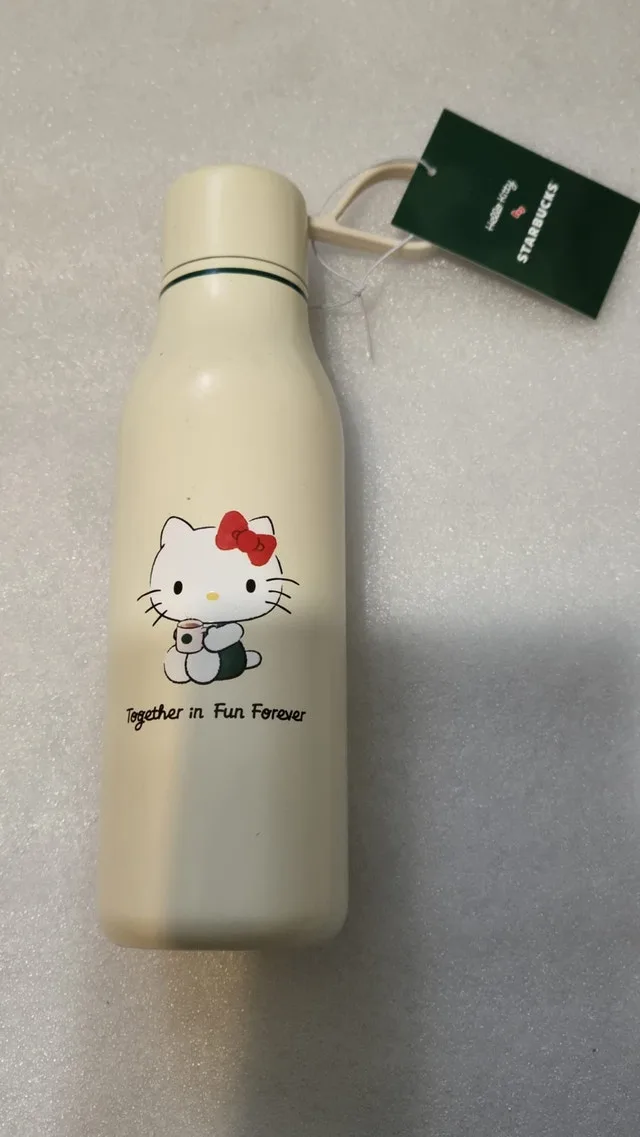 Hello Kitty
STARBUCKS
Together in Fun Forever